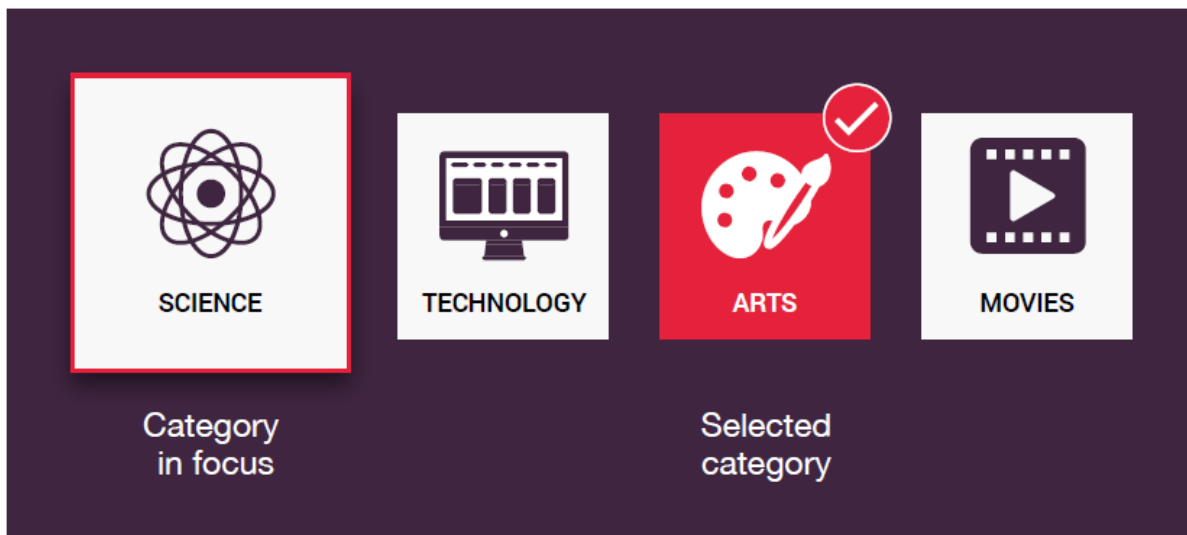 SCIENCE
TECHNOLOGY
ARTS
MOVIES
Category
in focus
Selected
category